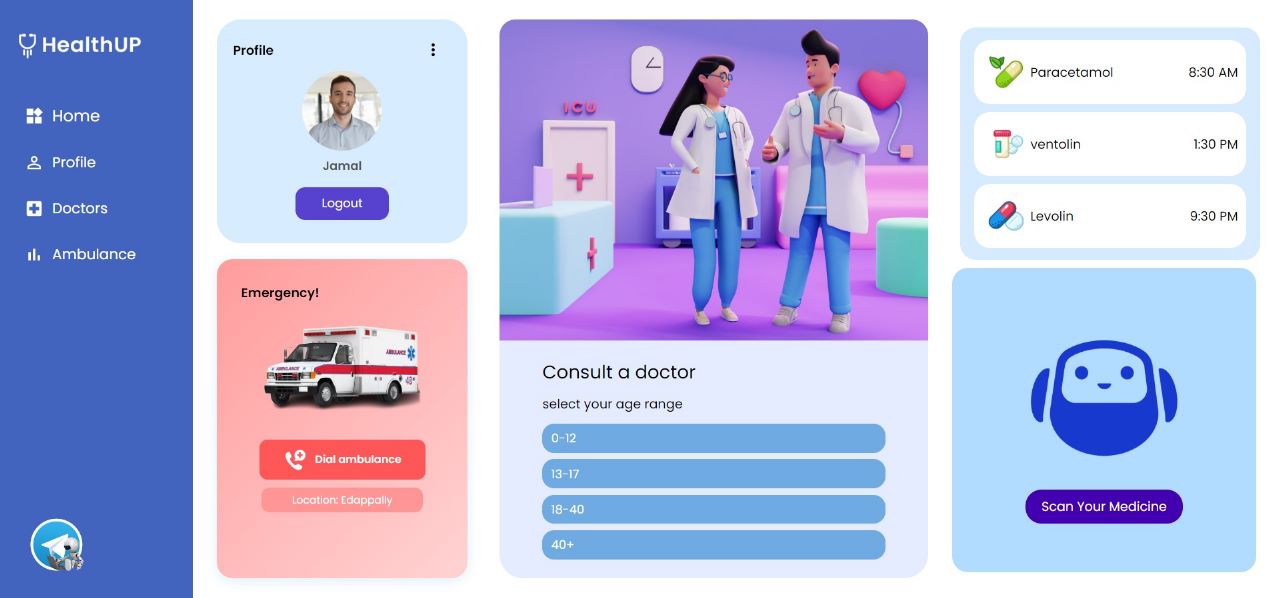 HealthUP
Home
Profile
Doctors
Ambulance
Profile
Jamal
Logout
Emergency!
AMBULANCE
AMBULANCE
Dial ambulance
Location: Edappally
ICU
Consult a doctor
select your age range
0-12
13-17
18-40
40+
Paracetamol 8:30 AM
ventolin 1:30 PM
Levolin 9:30 PM
Scan Your Medicine